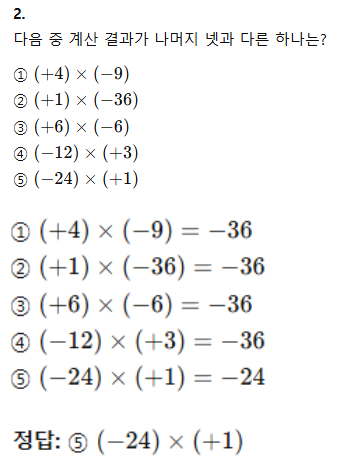 2.
다음 중 계산 결과가 나머지 넷과 다른 하나는?
① (+4) × (−9)
② (+1) × (−36)
③ (+6) × (−6)
④ (−12) × (+3)
⑤ (−24) × (+1)
① (+4) × (−9) = −36
② (+1) × (−36) = −36
③ (+6) × (−6) = −36
④ (−12) × (+3) = −36
⑤ (−24) × (+1) = −24
정답: ⑤ (−24) × (+1)